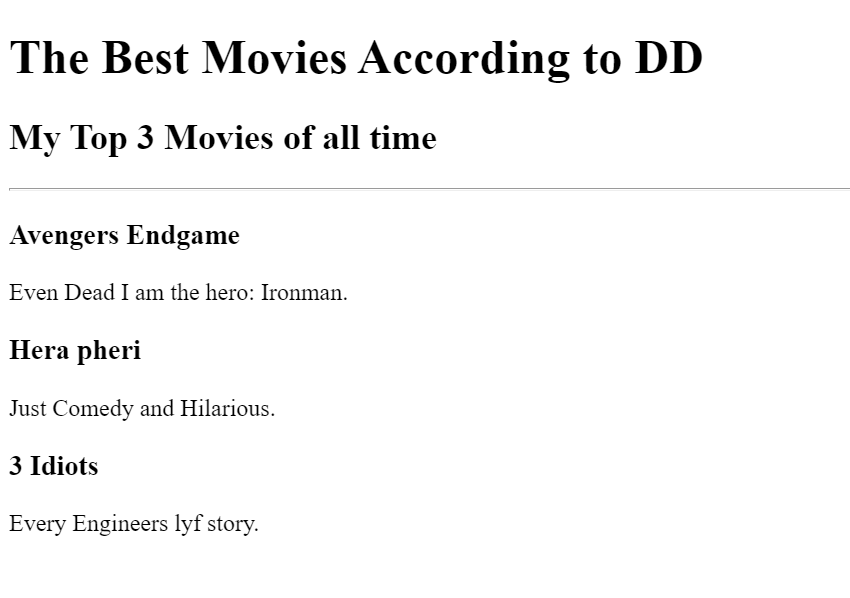 The Best Movies According to DD
My Top 3 Movies of all time
Avengers Endgame
Even Dead I am the hero: Ironman.
Hera pheri
Just Comedy and Hilarious.
3 Idiots
Every Engineers lyf story.